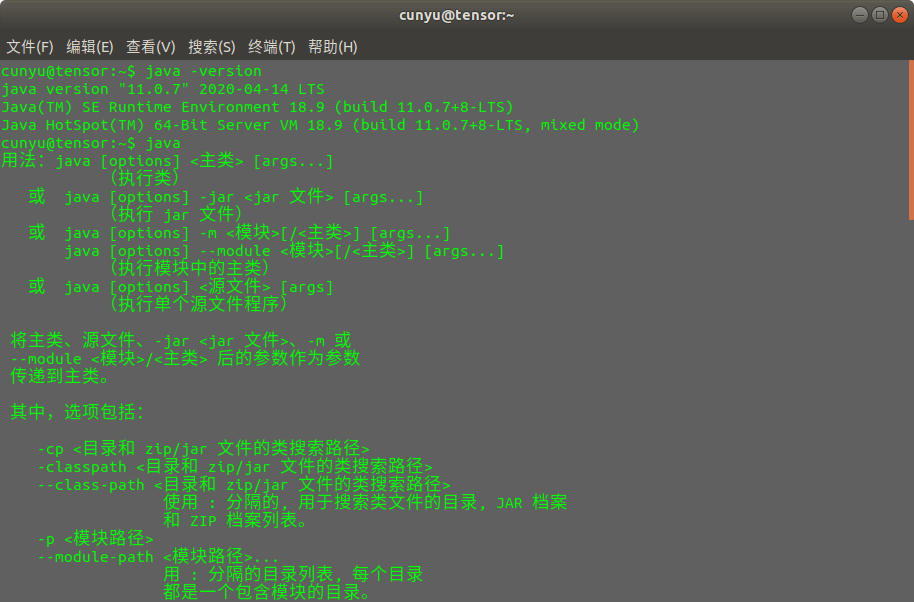 cunyu@tensor:~
文件(F) 编辑(E) 查看(V) 搜索(S) 终端(T) 帮助(H)
cunyu@tensor:~$ java -version
java version "11.0.7" 2020-04-14 LTS
Java(TM) SE Runtime Environment 18.9 (build 11.0.7+8-LTS)
Java HotSpot(TM) 64-Bit Server VM 18.9 (build 11.0.7+8-LTS, mixed mode)
cunyu@tensor:~$ java
用法：java [options] <主类> [args...]
（执行类）
或 java [options] -jar <jar 文件> [args...]
（执行 jar 文件）
或 java [options] -m <模块>[/<主类>] [args...]
java [options] --module <模块>[/<主类>] [args...]
（执行模块中的主类）
或 java [options] <源文件> [args]
（执行单个源文件程序）
将主类、源文件、-jar <jar 文件>、-m 或
--module <模块>/<主类> 后的参数作为参数
传递到主类。
其中，选项包括：
-cp <目录和 zip/jar 文件的类搜索路径>
-classpath <目录和 zip/jar 文件的类搜索路径>
--class-path <目录和 zip/jar 文件的类搜索路径>
使用 : 分隔的, 用于搜索类文件的目录, JAR 档案
和 ZIP 档案列表。
-p <模块路径>
--module-path <模块路径>...
用 : 分隔的目录列表, 每个目录
都是一个包含模块的目录。